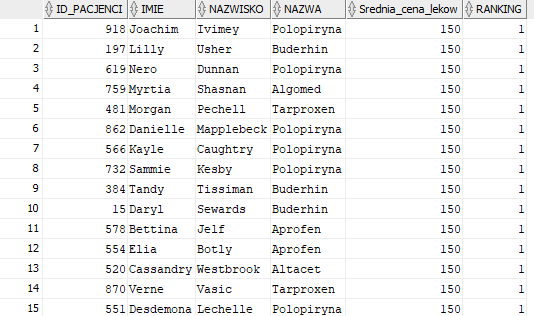 ID_PACJENCI IMIE NAZWISKO NAZWA Srednia_cena_lekow RANKING
1 918 Joachim Ivimey Polopiryna 150 1
2 197 Lilly Usher Buderhin 150 1
3 619 Nero Dunnan Polopiryna 150 1
4 759 Myrtia Shasnan Algomed 150 1
5 481 Morgan Pechell Tarproxen 150 1
6 862 Danielle Mapplebeck Polopiryna 150 1
7 566 Kayle Caughtry Polopiryna 150 1
8 732 Sammie Kesby Polopiryna 150 1
9 384 Tandy Tissiman Buderhin 150 1
10 15 Daryl Sewards Buderhin 150 1
11 578 Bettina Jelf Aprofen 150 1
12 554 Elia Botly Aprofen 150 1
13 520 Cassandry Westbrook Altacet 150 1
14 870 Verne Vasic Tarproxen 150 1
15 551 Desdemona Lechelle Polopiryna 150 1